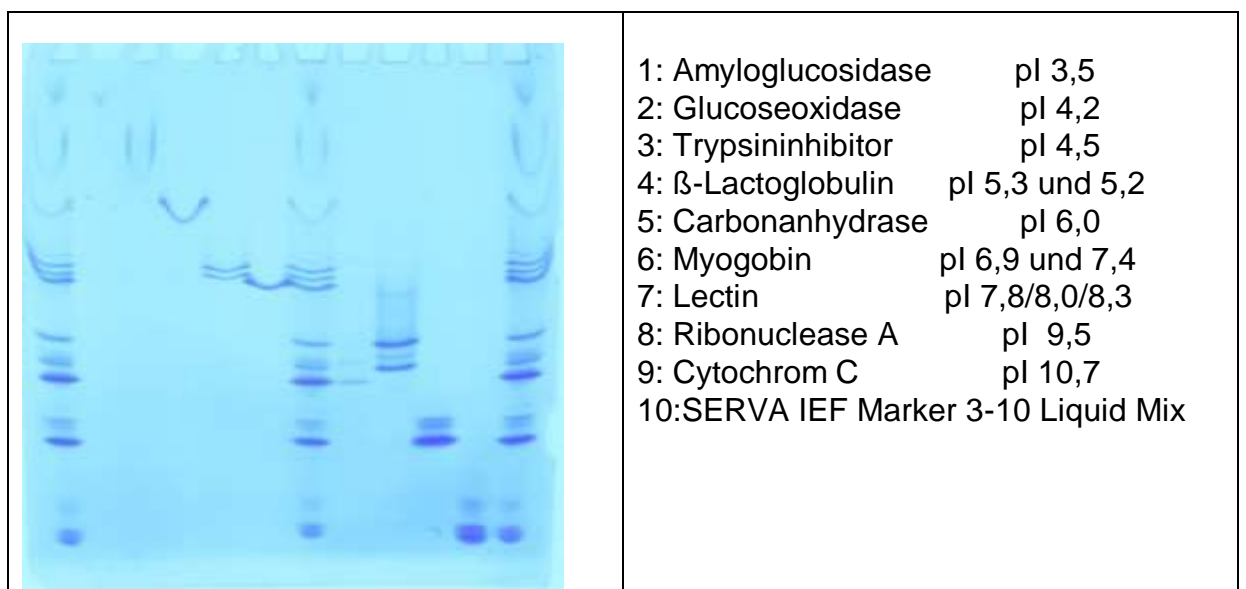 1: Amyloglucosidase pI 3,5
2: Glucoseoxidase pI 4,2
3: Trypsininhibitor pI 4,5
4: ß-Lactoglobulin pI 5,3 und 5,2
5: Carbonanhydrase pI 6,0
6: Myogobin pI 6,9 und 7,4
7: Lectin pI 7,8/8,0/8,3
8: Ribonuclease A pI 9,5
9: Cytochrom C pI 10,7
10:SERVA IEF Marker 3-10 Liquid Mix